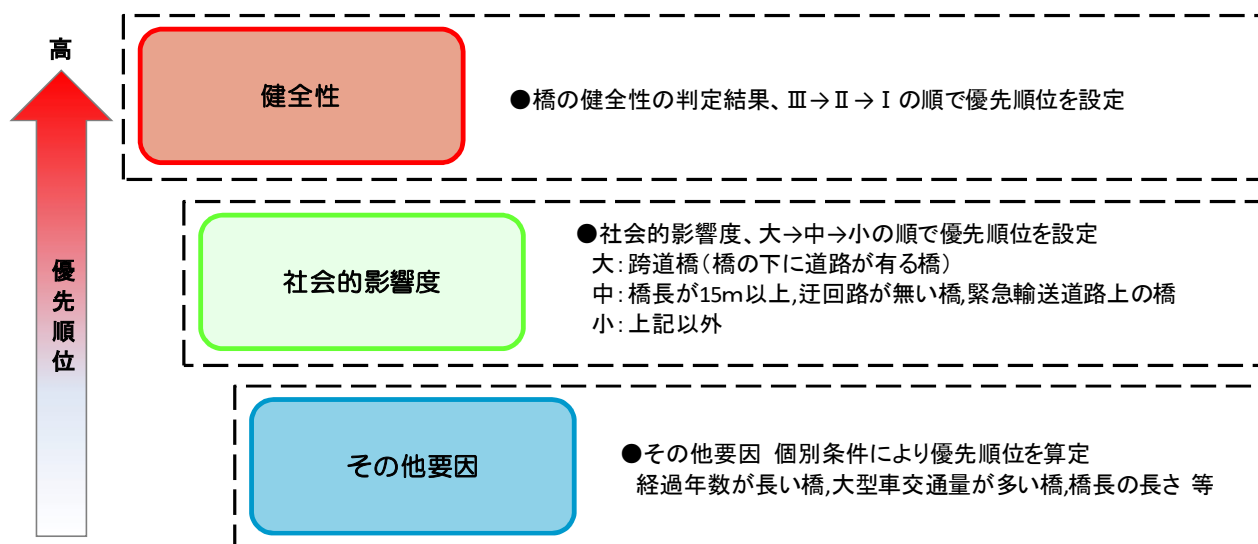 高
優先順位
健全性
●橋の健全性の判定結果、Ⅲ→Ⅱ→Ⅰの順で優先順位を設定
社会的影響度
●社会的影響度、大→中→小の順で優先順位を設定
大：跨道橋（橋の下に道路が有る橋）
中：橋長が15m以上,迂回路が無い橋,緊急輸送道路上の橋
小：上記以外
その他要因
●その他要因 個別条件により優先順位を算定
経過年数が長い橋,大型車交通量が多い橋,橋長の長さ 等